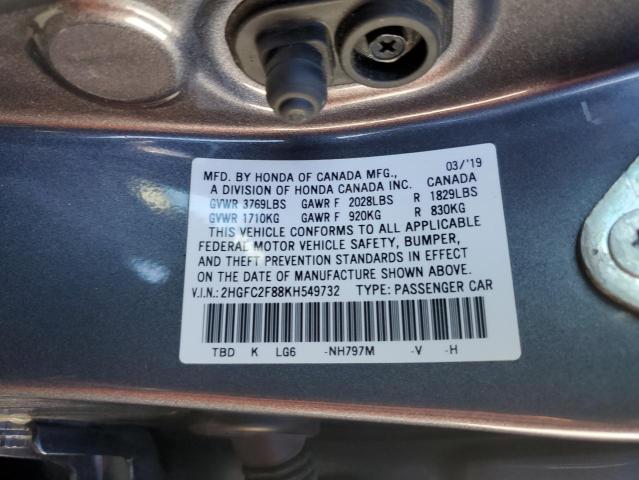 MFD. BY HONDA OF CANADA MFG., 03/'19
A DIVISION OF HONDA CANADA INC. CANADA
GVWR 3769LBS GAWR F 2028LBS R 1829LBS
GVWR 1710KG GAWR F 920KG R 830KG
THIS VEHICLE CONFORMS TO ALL APPLICABLE
FEDERAL MOTOR VEHICLE SAFETY, BUMPER,
AND THEFT PREVENTION STANDARDS IN EFFECT
ON THE DATE OF MANUFACTURE SHOWN ABOVE.
V.I.N.: 2HGFC2F88KH549732 TYPE: PASSENGER CAR
TBD K LG6 -NH797M -V -H